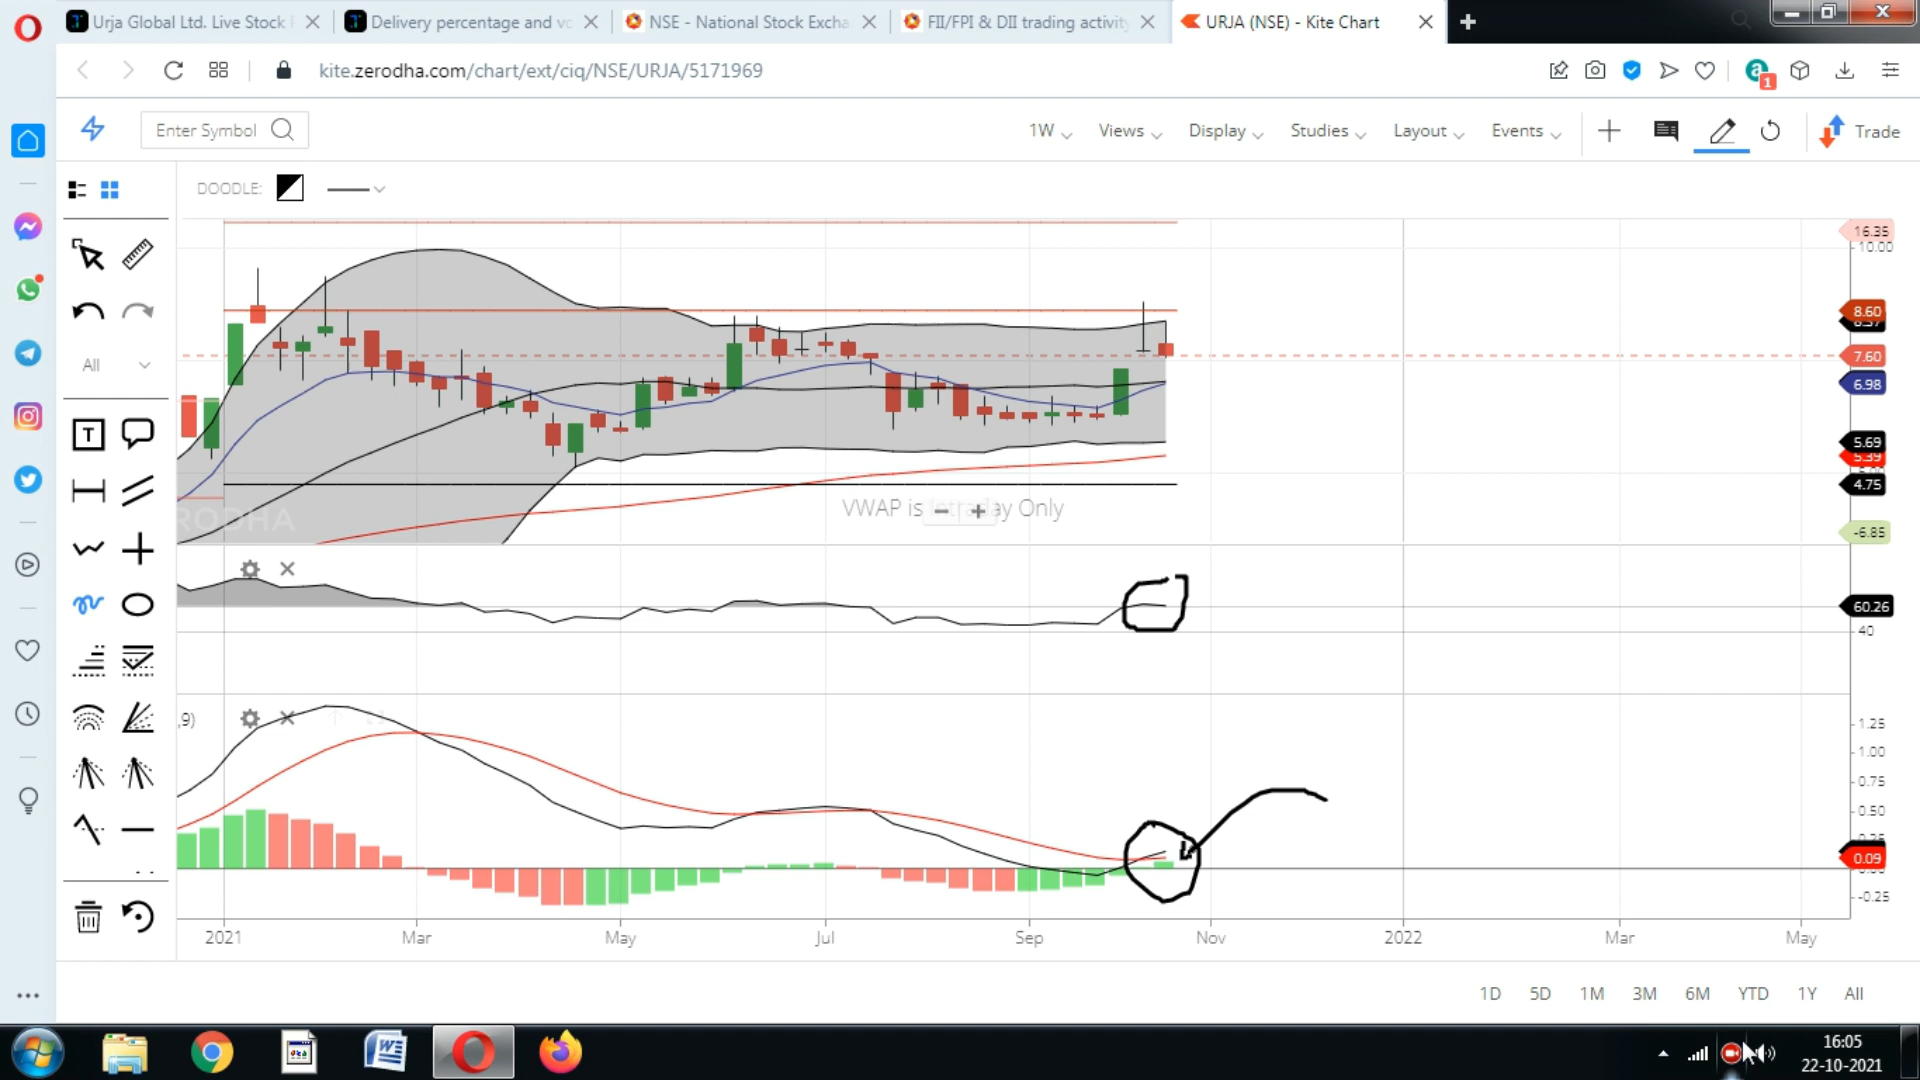 Urja Global Ltd. Live Stock
Delivery percentage and vo
NSE - National Stock Excha
FII/FPI & DII trading activity
URJA (NSE) - Kite Chart
kite.zerodha.com/chart/ext/ciq/NSE/URJA/5171969
a
1
Enter Symbol
1W
Views
Display
Studies
Layout
Events
Trade
DOODLE:
All
T
16.35
10.00
8.60
7.60
6.98
5.69
5.39
4.75
-6.85
VWAP is Intraday Only
RODHA
60.26
40
,9)
1.25
1.00
0.75
0.50
0.09
-0.25
2021
Mar
May
Jul
Sep
Nov
2022
Mar
May
1D
5D
1M
3M
6M
YTD
1Y
All
16:05
22-10-2021